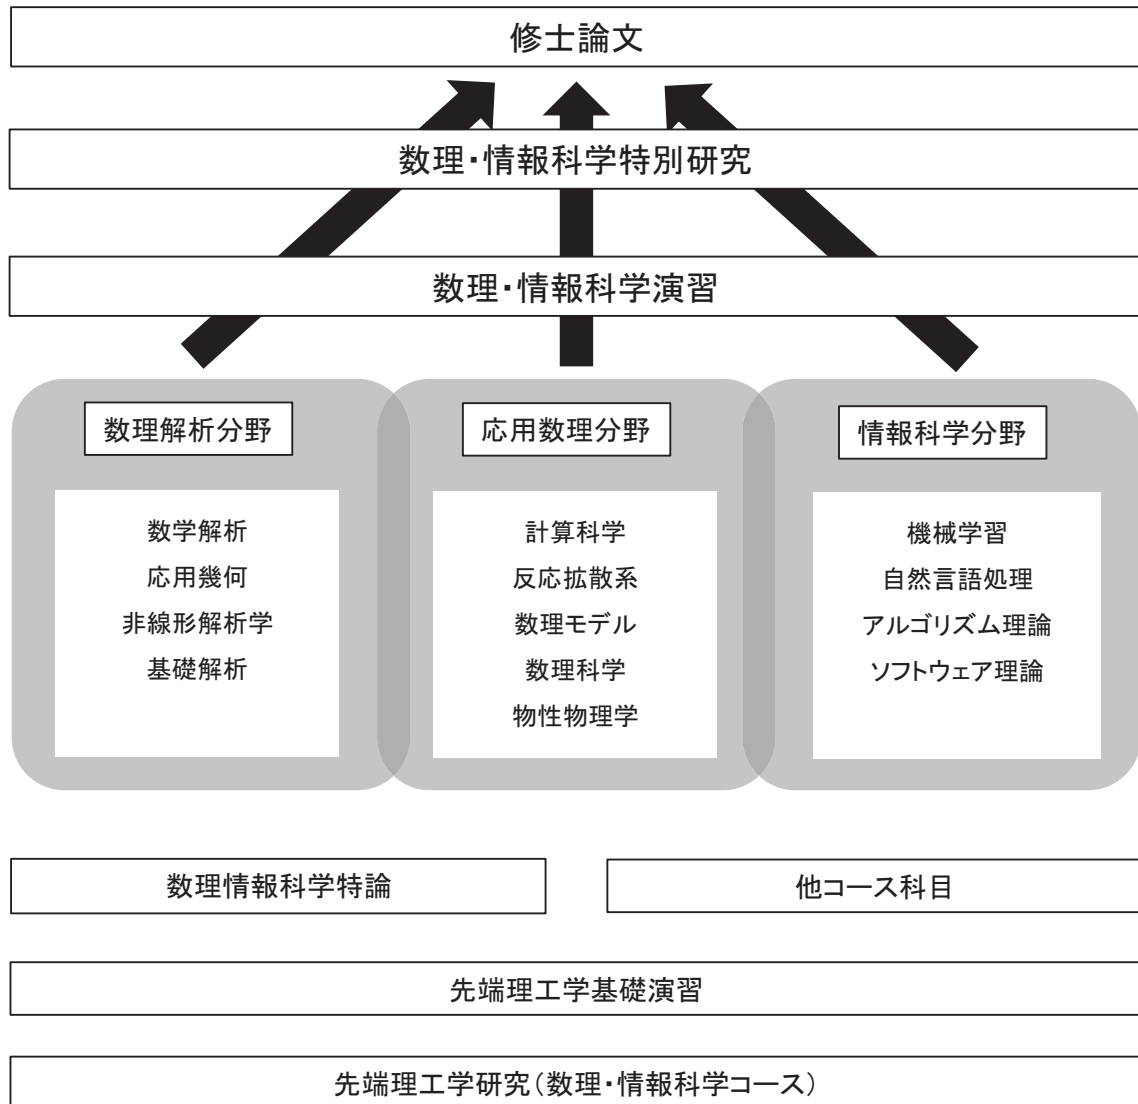 修士論文
数理・情報科学特別研究
数理・情報科学演習
数理解析分野
数学解析
応用幾何
非線形解析学
基礎解析
応用数理分野
計算科学
反応拡散系
数理モデル
数理科学
物性物理学
情報科学分野
機械学習
自然言語処理
アルゴリズム理論
ソフトウェア理論
数理情報科学特論
他コース科目
先端理工学基礎演習
先端理工学研究(数理・情報科学コース)